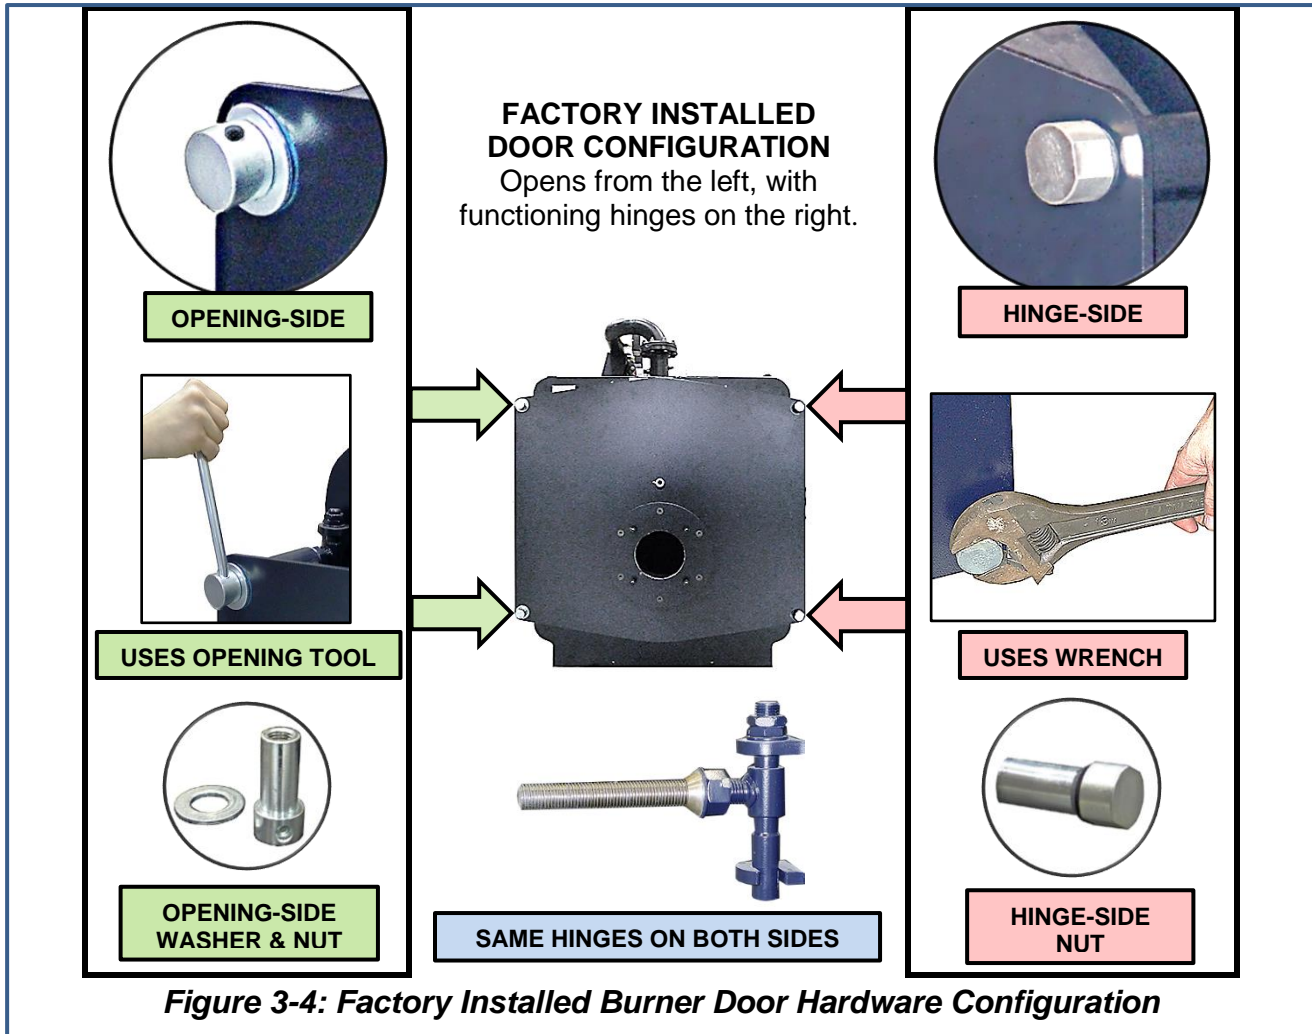 FACTORY INSTALLED
DOOR CONFIGURATION
Opens from the left, with
functioning hinges on the right.
OPENING-SIDE
HINGE-SIDE
USES OPENING TOOL
USES WRENCH
OPENING-SIDE
WASHER & NUT
SAME HINGES ON BOTH SIDES
HINGE-SIDE
NUT
Figure 3-4: Factory Installed Burner Door Hardware Configuration